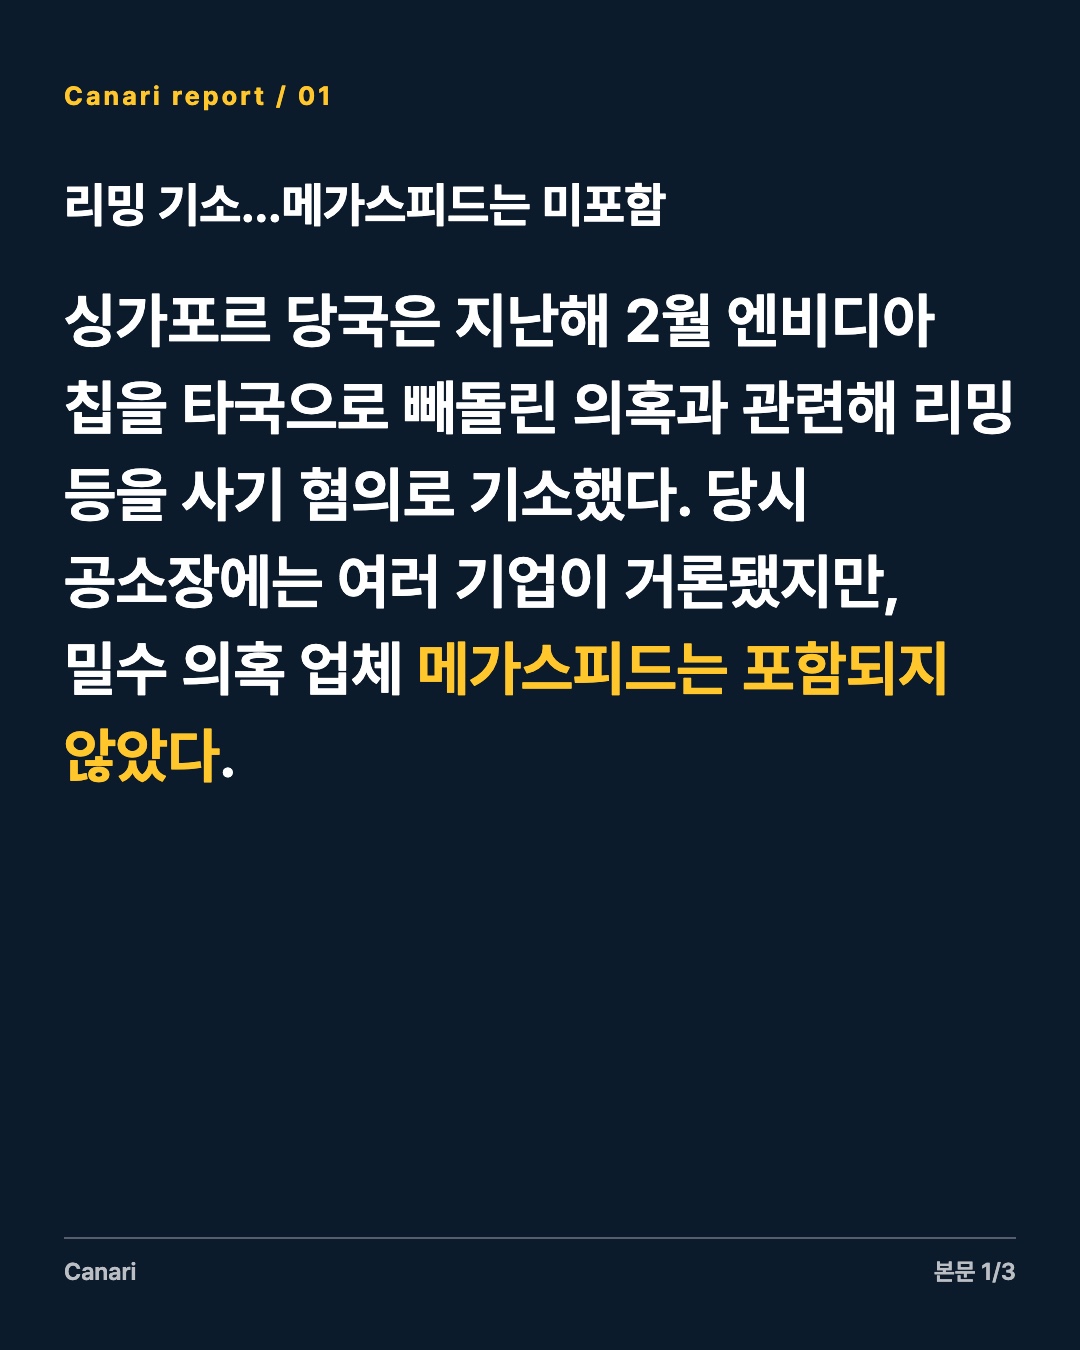 Canari report / 01
리밍 기소...메가스피드는 미포함
싱가포르 당국은 지난해 2월 엔비디아
칩을 타국으로 빼돌린 의혹과 관련해 리밍
등을 사기 혐의로 기소했다. 당시
공소장에는 여러 기업이 거론됐지만,
밀수 의혹 업체 메가스피드는 포함되지
않았다.
Canari
본문 1/3